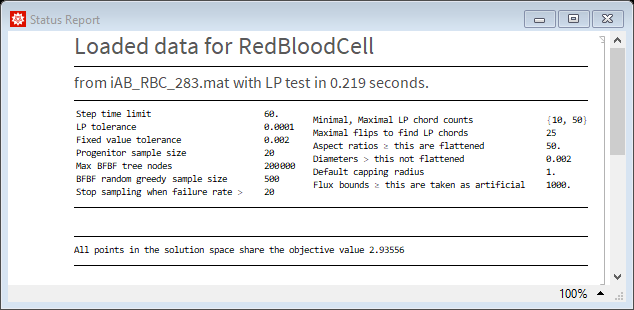 Status Report
Loaded data for RedBloodCell
from iAB_RBC_283.mat with LP test in 0.219 seconds.
Step time limit 60.
LP tolerance 0.0001
Fixed value tolerance 0.002
Progenitor sample size 20
Max BFBF tree nodes 200000
BFBF random greedy sample size 500
Stop sampling when failure rate > 20
Minimal, Maximal LP chord counts {10, 50}
Maximal flips to find LP chords 25
Aspect ratios ≥ this are flattened 50.
Diameters > this not flattened 0.002
Default capping radius 1.
Flux bounds ≥ this are taken as artificial 1000.
All points in the solution space share the objective value 2.93556
100%